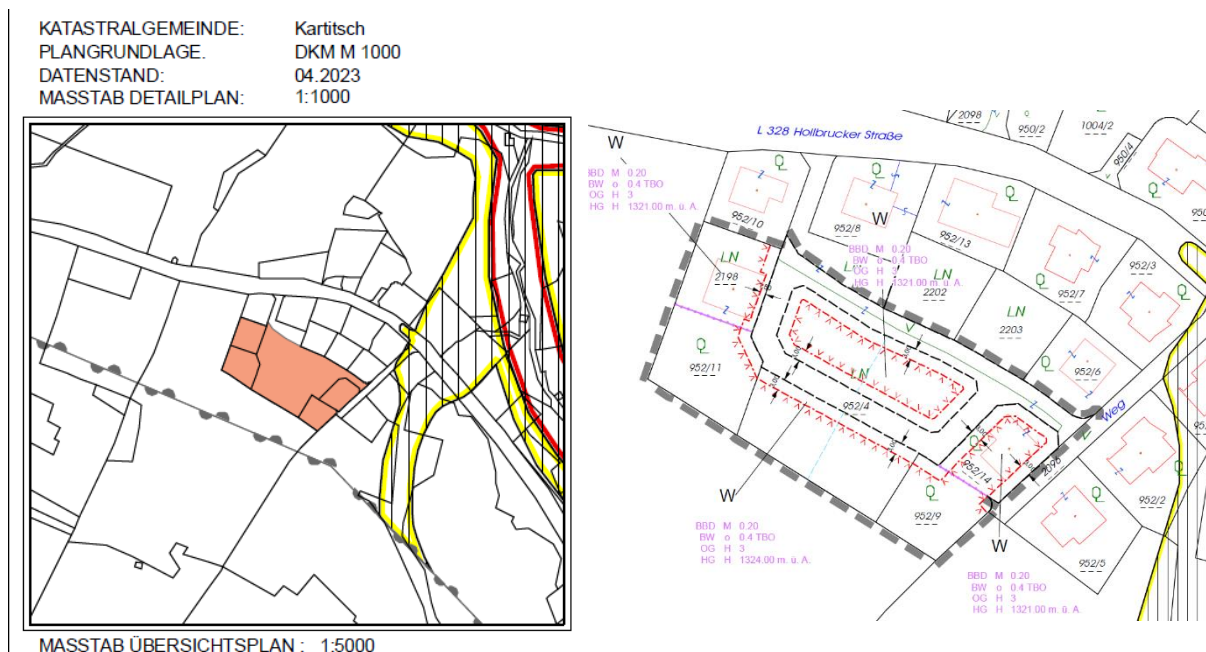 KATASTRALGEMEINDE: Kartitsch
PLANGRUNDLAGE. DKM M 1000
DATENSTAND: 04.2023
MASSTAB DETAILPLAN: 1:1000
MASSTAB ÜBERSICHTSPLAN : 1:5000
2098
950/2
1004/2
950/4
L 328 Hollbrucker Straße
W
BBD M 0.20
BW o 0.4 TBO
OG H 3
HG H 1321.00 m. ü. A.
952/10
952/8
W
952/13
952/3
BBD M 0.20
BW o 0.4 TBO
OG H 3
HG H 1321.00 m. ü. A.
LN
2198
LN
2202
952/7
LN
2203
952/11
LN
952/4
952/6
Weg
952/14
2096
952/2
W
952/9
BBD M 0.20
BW o 0.4 TBO
OG H 3
HG H 1324.00 m. ü. A.
W
952/5
BBD M 0.20
BW o 0.4 TBO
OG H 3
HG H 1321.00 m. ü. A.